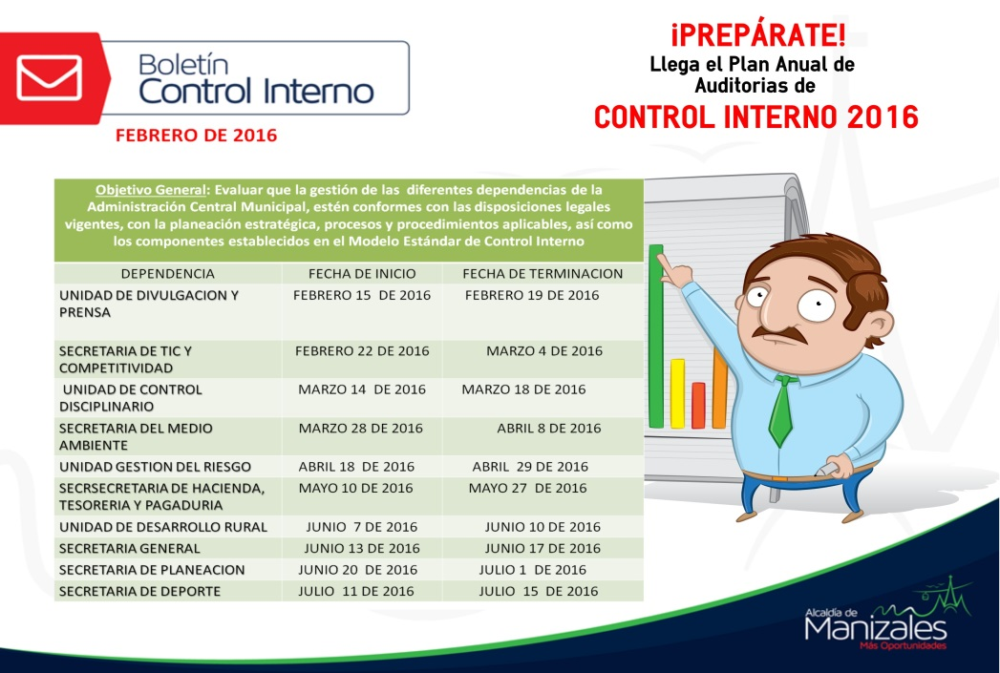 Boletín
Control Interno
FEBRERO DE 2016
¡PREPÁRATE!
Llega el Plan Anual de
Auditorias de
CONTROL INTERNO 2016
Objetivo General: Evaluar que la gestión de las diferentes dependencias de la
Administración Central Municipal, estén conformes con las disposiciones legales
vigentes, con la planeación estratégica, procesos y procedimientos aplicables, así como
los componentes establecidos en el Modelo Estándar de Control Interno
DEPENDENCIA FECHA DE INICIO FECHA DE TERMINACION
UNIDAD DE DIVULGACION Y FEBRERO 15 DE 2016 FEBRERO 19 DE 2016
PRENSA
SECRETARIA DE TIC Y FEBRERO 22 DE 2016 MARZO 4 DE 2016
COMPETITIVIDAD
UNIDAD DE CONTROL MARZO 14 DE 2016 MARZO 18 DE 2016
DISCIPLINARIO
SECRETARIA DEL MEDIO MARZO 28 DE 2016 ABRIL 8 DE 2016
AMBIENTE
UNIDAD GESTION DEL RIESGO ABRIL 18 DE 2016 ABRIL 29 DE 2016
SECRSECRETARIA DE HACIENDA, MAYO 10 DE 2016 MAYO 27 DE 2016
TESORERIA Y PAGADURIA
UNIDAD DE DESARROLLO RURAL JUNIO 7 DE 2016 JUNIO 10 DE 2016
SECRETARIA GENERAL JUNIO 13 DE 2016 JUNIO 17 DE 2016
SECRETARIA DE PLANEACION JUNIO 20 DE 2016 JULIO 1 DE 2016
SECRETARIA DE DEPORTE JULIO 11 DE 2016 JULIO 15 DE 2016
Alcaldía de
Manizales
Más Oportunidades